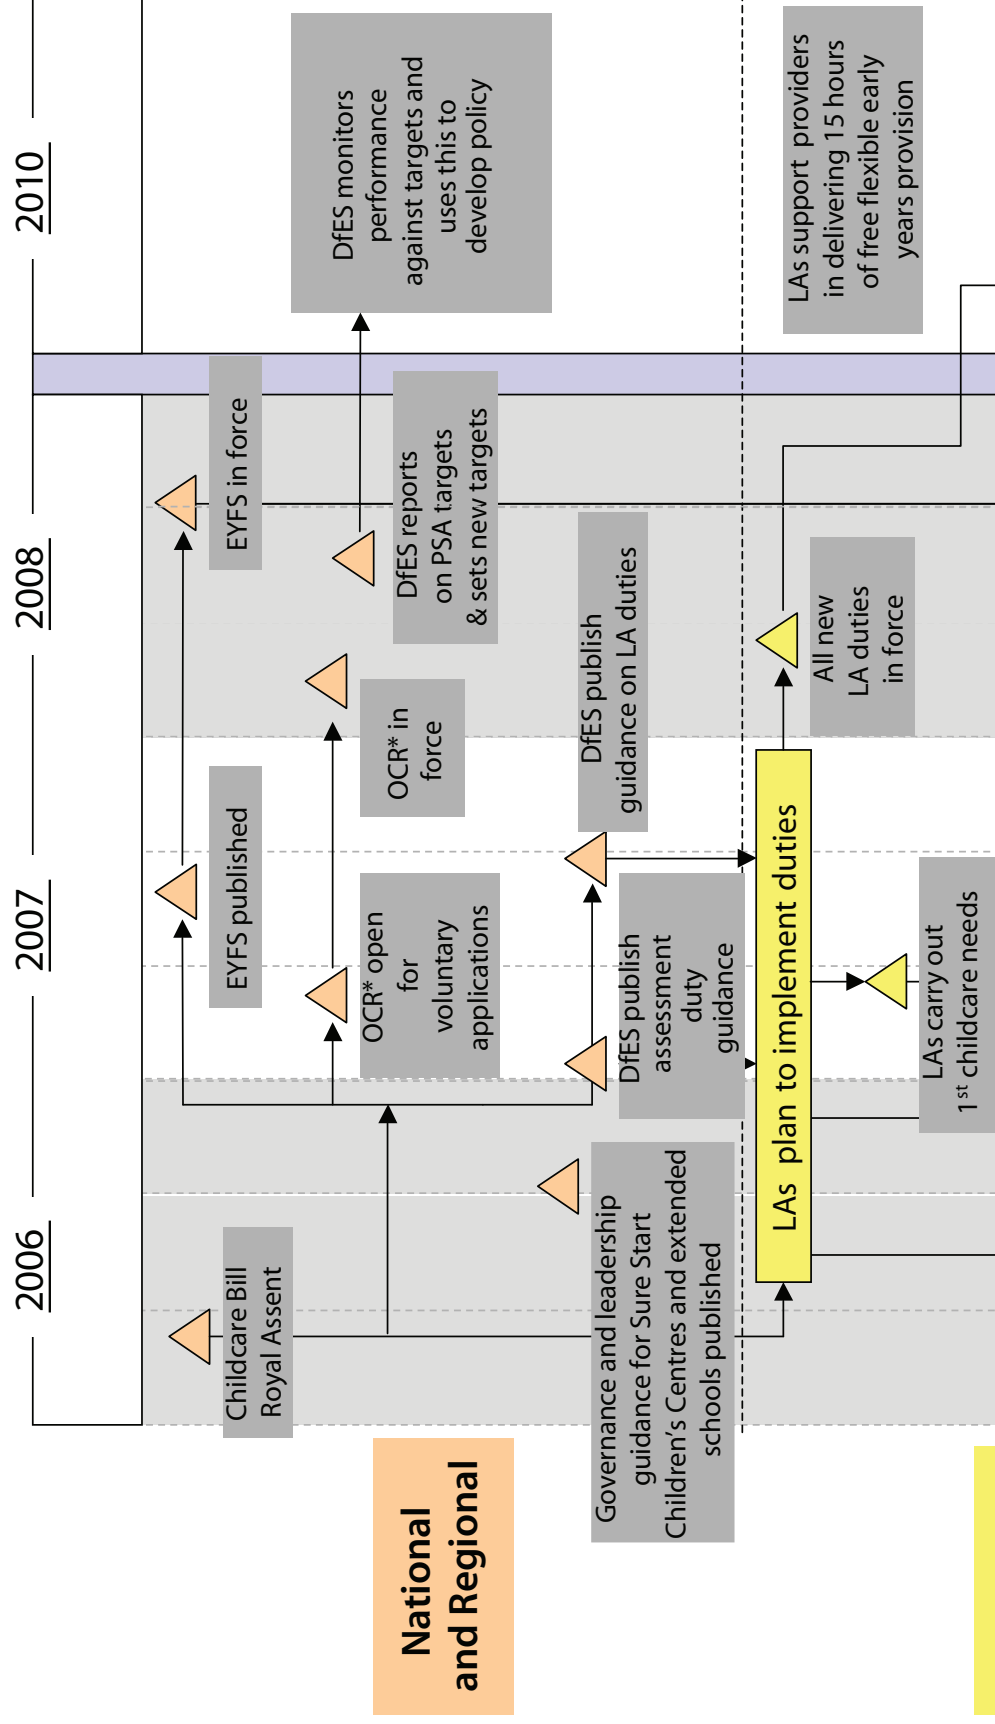 2006
2007
2008
2010
National
and Regional
Childcare Bill
Royal Assent
EYFS published
EYFS in force
OCR* open
for
voluntary
applications
OCR* in
force
DfES reports
on PSA targets
& sets new targets
DfES monitors
performance
against targets and
uses this to
develop policy
Governance and leadership
guidance for Sure Start
Children’s Centres and extended
schools published
DfES publish
assessment
duty
guidance
DfES publish
guidance on LA duties
LAs plan to implement duties
All new
LA duties
in force
LAs support providers
in delivering 15 hours
of free flexible early
years provision
LAs carry out
1st childcare needs